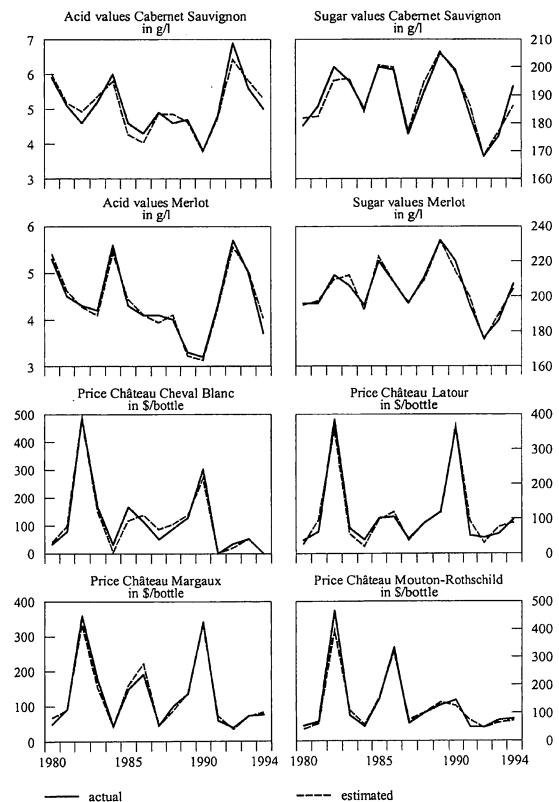 Acid values Cabernet Sauvignon
in g/l
7
6
5
4
3
Sugar values Cabernet Sauvignon
in g/l
210
200
190
180
170
160
Acid values Merlot
in g/l
6
5
4
3
Sugar values Merlot
in g/l
240
220
200
180
160
Price Château Cheval Blanc
in $/bottle
500
400
300
200
100
0
Price Château Latour
in $/bottle
400
300
200
100
0
Price Château Margaux
in $/bottle
400
300
200
100
0
1980 1985 1990 1994
Price Château Mouton-Rothschild
in $/bottle
500
400
300
200
100
0
1980 1985 1990 1994
actual
estimated